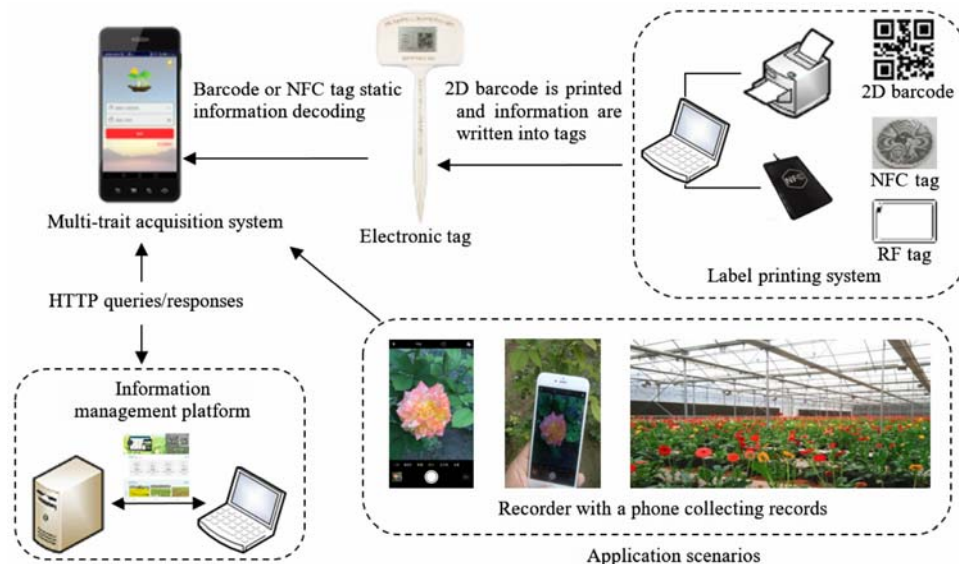 Barcode or NFC tag static
information decoding
2D barcode is printed
and information are
written into tags
2D barcode
NFC
NFC tag
RF tag
Label printing system
Multi-trait acquisition system
Electronic tag
HTTP queries/responses
Information
management platform
Recorder with a phone collecting records
Application scenarios